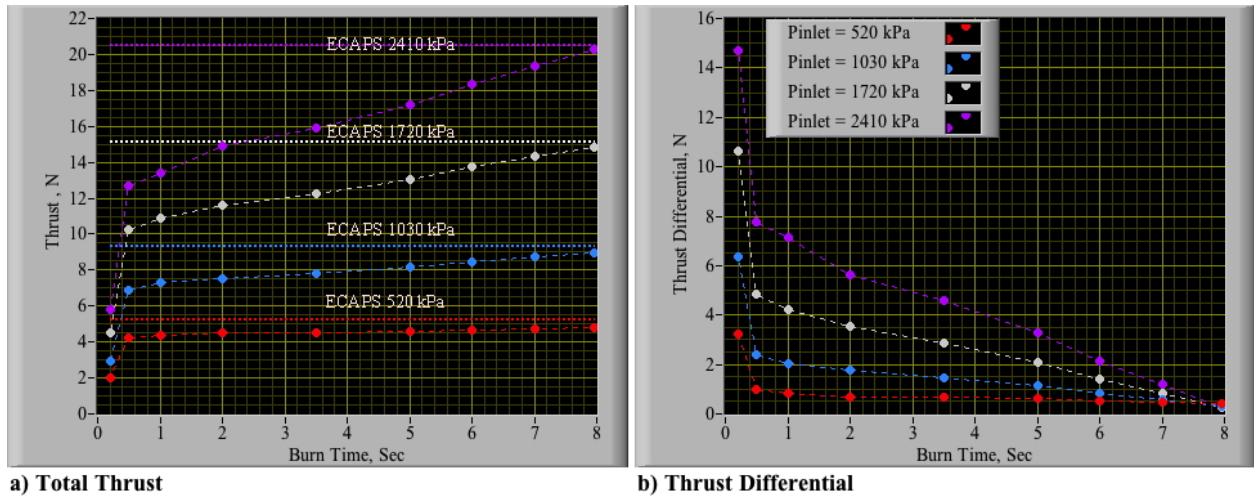 22
20
18
16
14
12
10
8
6
4
2
0
Thrust , N
ECAPS 2410 kPa
ECAPS 1720 kPa
ECAPS 1030 kPa
ECAPS 520 kPa
0 1 2 3 4 5 6 7 8
Burn Time, Sec
a) Total Thrust
16
14
12
10
8
6
4
2
0
Thrust Differential, N
Pinlet = 520 kPa
Pinlet = 1030 kPa
Pinlet = 1720 kPa
Pinlet = 2410 kPa
0 1 2 3 4 5 6 7 8
Burn Time, Sec
b) Thrust Differential